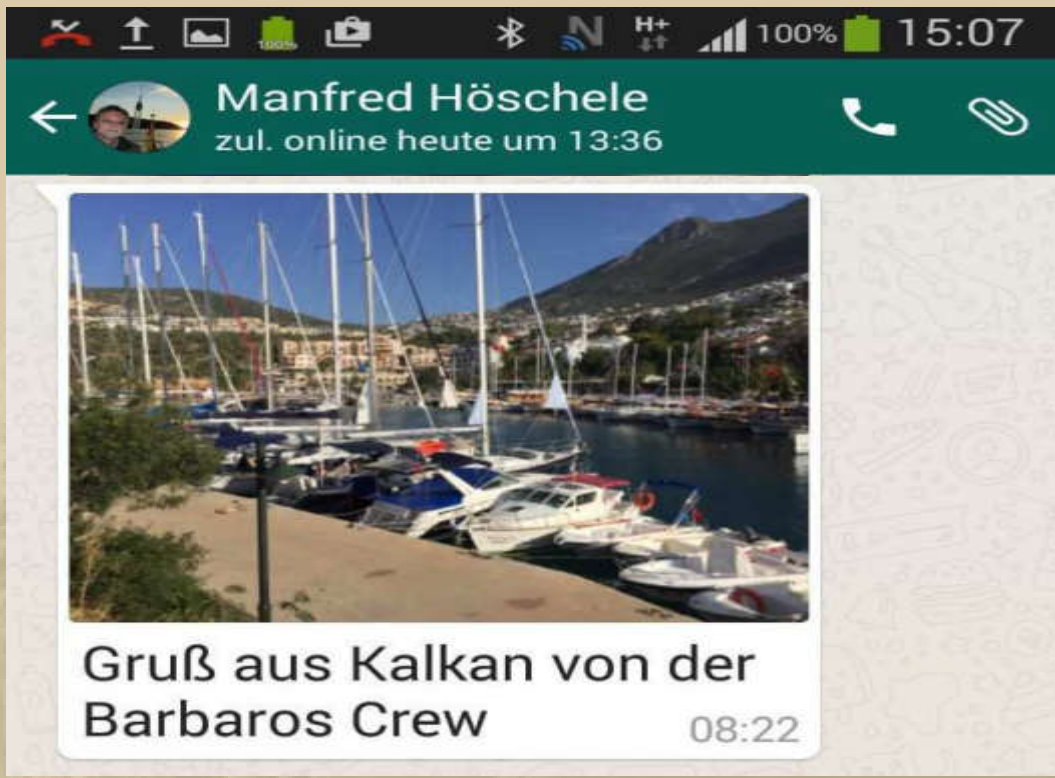 100% H+ 100% 15:07
Manfred Höschele
zul. online heute um 13:36
Gruß aus Kalkan von der
Barbaros Crew 08:22